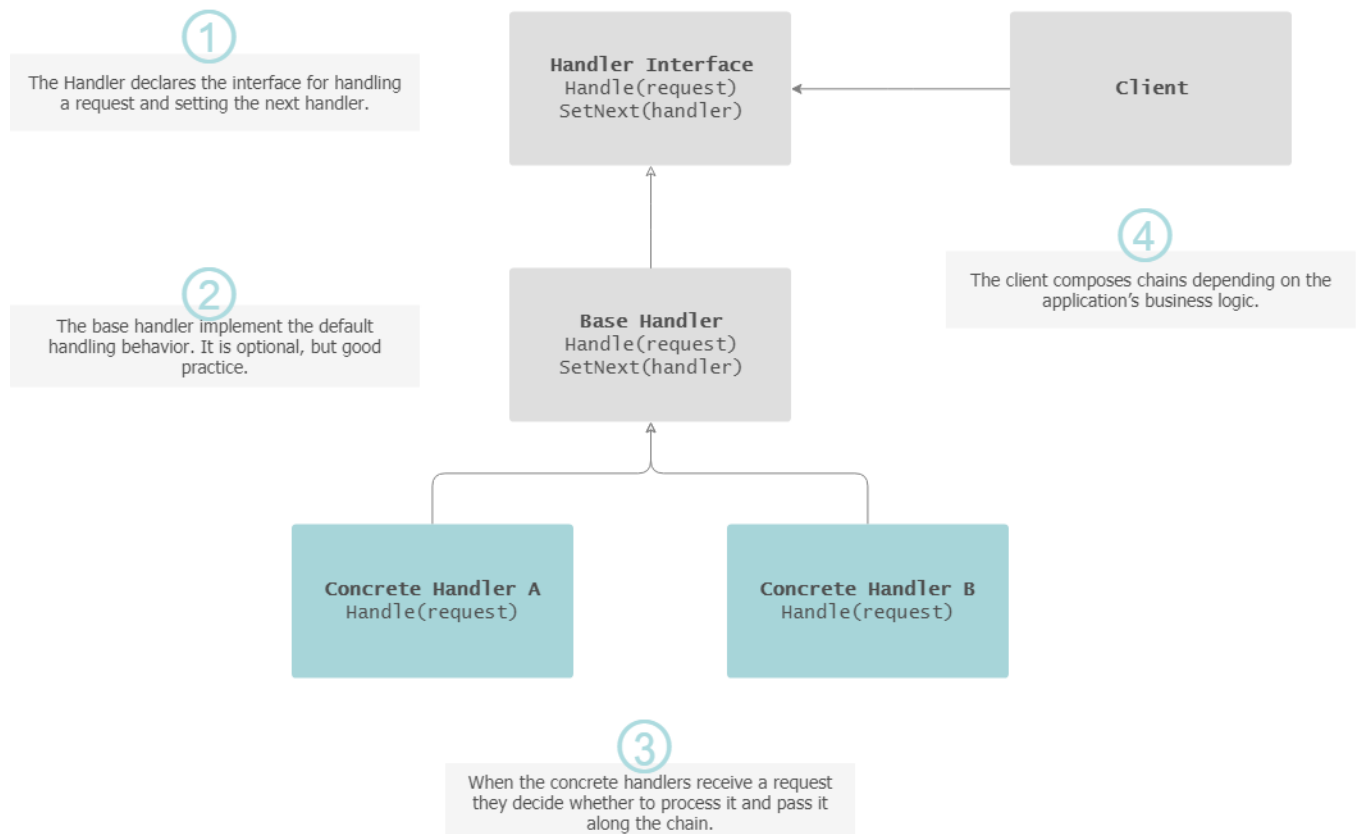 1
The Handler declares the interface for handling
a request and setting the next handler.
Handler Interface
Handle(request)
SetNext(handler)
Client
2
The base handler implement the default
handling behavior. It is optional, but good
practice.
Base Handler
Handle(request)
SetNext(handler)
4
The client composes chains depending on the
application’s business logic.
Concrete Handler A
Handle(request)
Concrete Handler B
Handle(request)
3
When the concrete handlers receive a request
they decide whether to process it and pass it
along the chain.